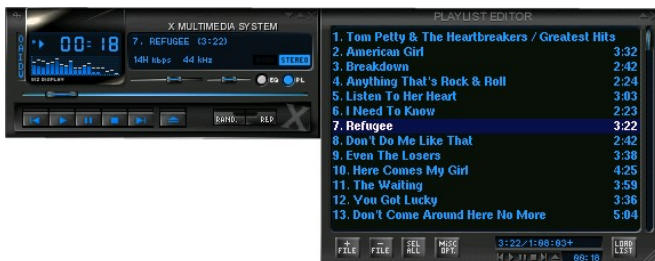 X MULTIMEDIA SYSTEM
OAIDV
00:18
7. REFUGEE (3:22)
14H kbps 44 kHz
STEREO
EQ
PL
RAND.
REP
X
PLAYLIST EDITOR
1. Tom Petty & The Heartbreakers / Greatest Hits
2. American Girl 3:32
3. Breakdown 2:42
4. Anything That's Rock & Roll 2:24
5. Listen To Her Heart 3:03
6. I Need To Know 2:23
7. Refugee 3:22
8. Don't Do Me Like That 2:42
9. Even The Losers 3:38
10. Here Comes My Girl 4:25
11. The Waiting 3:59
12. You Got Lucky 3:36
13. Don't Come Around Here No More 5:04
+ FILE
- FILE
SEL ALL
MISC OPT.
3:22/1:08:03+
00:18
LOAD LIST